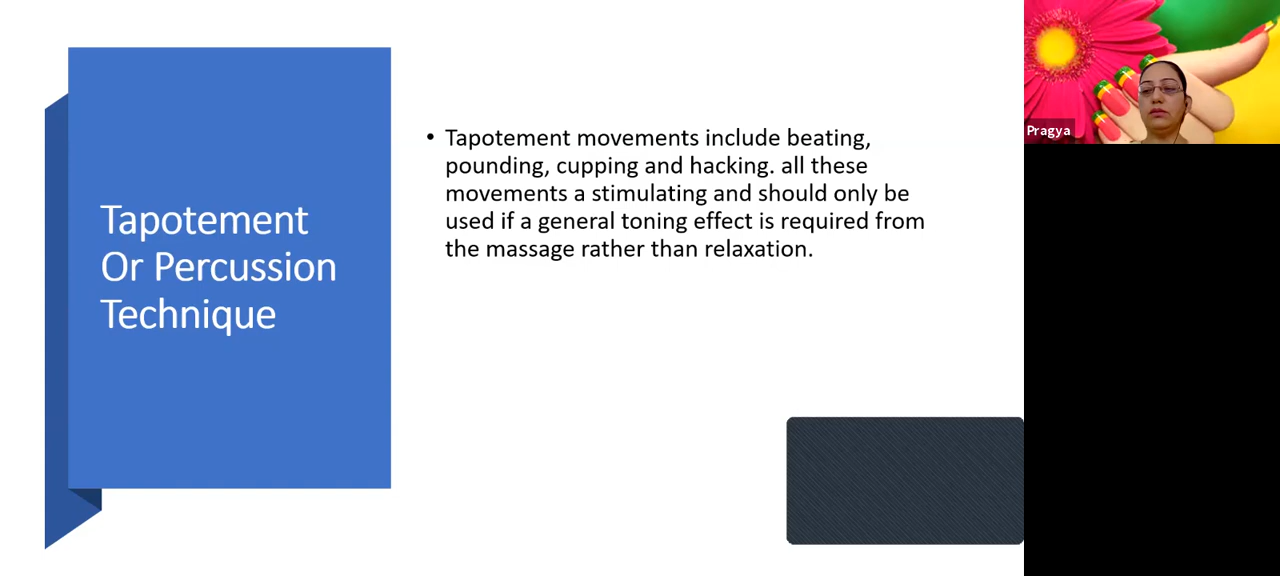 Tapotement
Or Percussion
Technique
• Tapotement movements include beating,
pounding, cupping and hacking. all these
movements a stimulating and should only be
used if a general toning effect is required from
the massage rather than relaxation.
Pragya